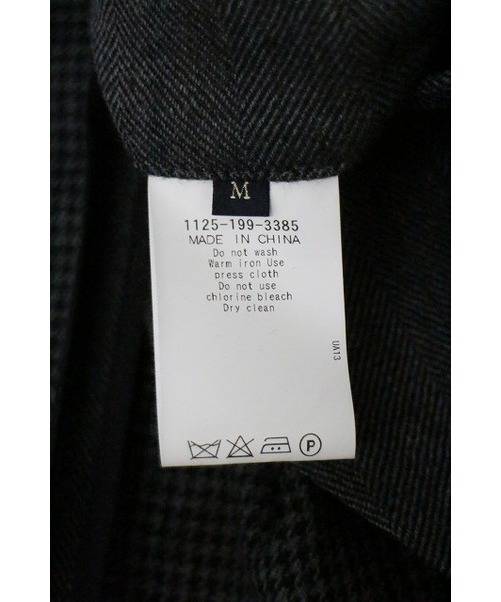 M
1125-199-3385
MADE IN CHINA
Do not wash
Warm iron Use
press cloth
Do not use
chlorine bleach
Dry clean
UA13
P